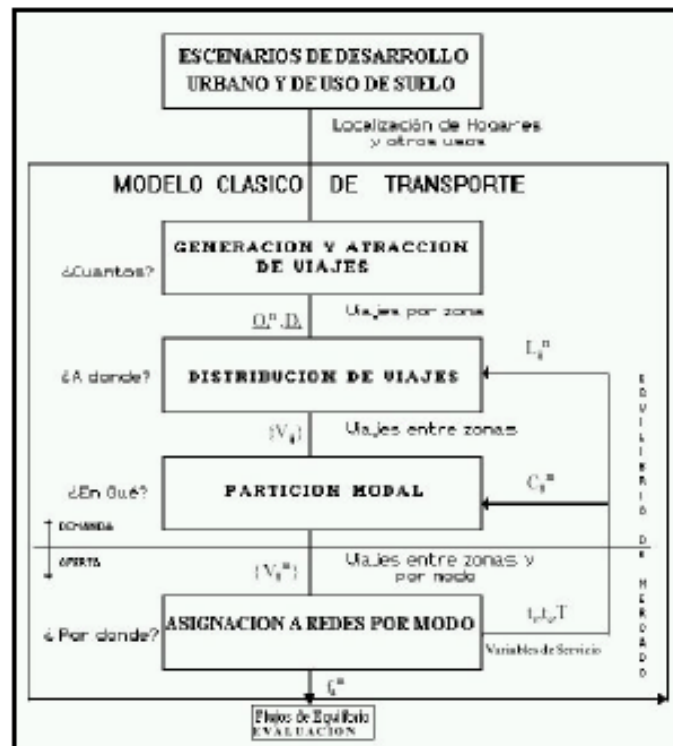 ESCENARIOS DE DESARROLLO
URBANO Y DE USO DE SUELO
Localización de Hogares
y otros usos
MODELO CLASICO DE TRANSPORTE
GENERACION Y ATRACCION
DE VIAJES
¿Cuantos?
Viajes por zona
¿A donde?
DISTRIBUCION DE VIAJES
Viajes entre zonas
¿En Qué?
PARTICION MODAL
DEMANDA
OFERTA
Viajes entre zonas y
por modo
¿Por donde?
ASIGNACION A REDES POR MODO
Variables de Servicio
EQUILIBRIO DE MERCADO
Flujos de Equilibrio
EVALUACION